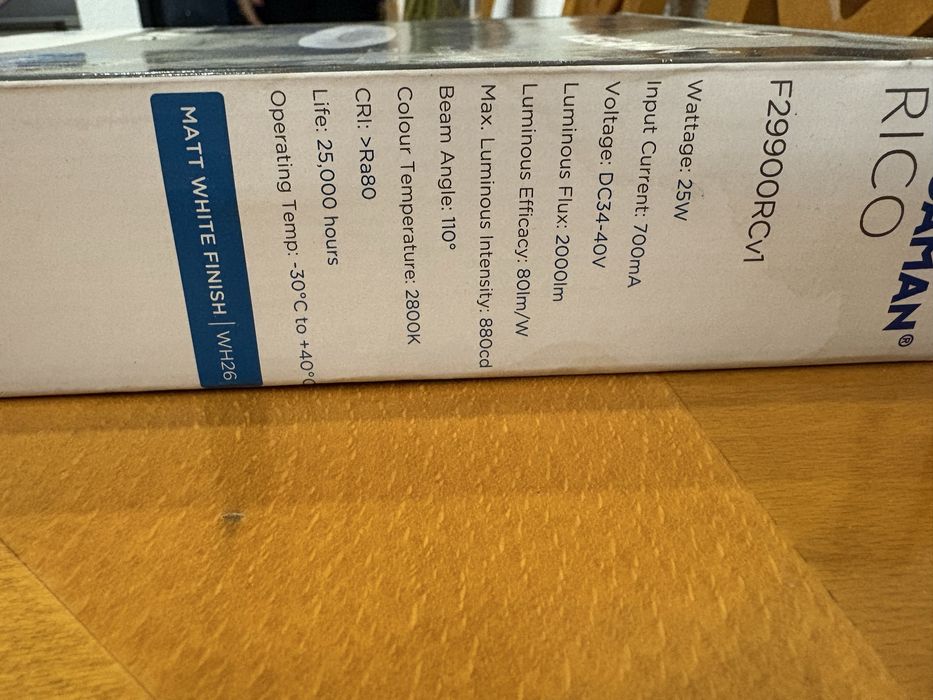 RICO
F29900RCv1
Wattage: 25W
Input Current: 700mA
Voltage: DC34-40V
Luminous Flux: 2000lm
Luminous Efficacy: 80lm/W
Max. Luminous Intensity: 880cd
Beam Angle: 110°
Colour Temperature: 2800K
CRI: >Ra80
Life: 25,000 hours
Operating Temp: -30°C to +40°C
MATT WHITE FINISH | WH26